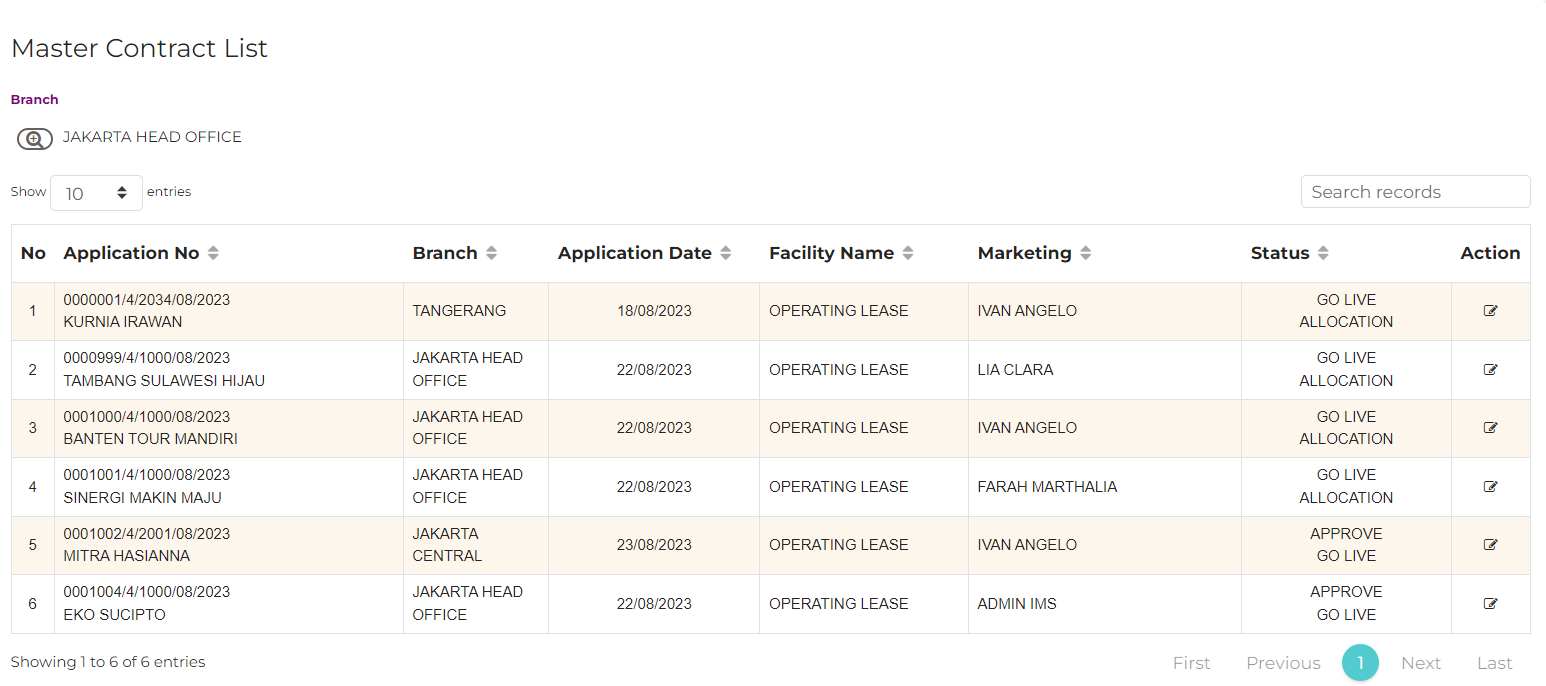 Master Contract List
Branch
JAKARTA HEAD OFFICE
Show 10 entries
Search records
No Application No Branch Application Date Facility Name Marketing Status Action
1 0000001/4/2034/08/2023 TANGERANG 18/08/2023 OPERATING LEASE IVAN ANGELO GO LIVE
KURNIA IRAWAN ALLOCATION
2 0000999/4/1000/08/2023 JAKARTA HEAD 22/08/2023 OPERATING LEASE LIA CLARA GO LIVE
TAMBANG SULAWESI HIJAU OFFICE ALLOCATION
3 0001000/4/1000/08/2023 JAKARTA HEAD 22/08/2023 OPERATING LEASE IVAN ANGELO GO LIVE
BANTEN TOUR MANDIRI OFFICE ALLOCATION
4 0001001/4/1000/08/2023 JAKARTA HEAD 22/08/2023 OPERATING LEASE FARAH MARTHALIA GO LIVE
SINERGI MAKIN MAJU OFFICE ALLOCATION
5 0001002/4/2001/08/2023 JAKARTA 23/08/2023 OPERATING LEASE IVAN ANGELO APPROVE
MITRA HASIANNA CENTRAL GO LIVE
6 0001004/4/1000/08/2023 JAKARTA HEAD 22/08/2023 OPERATING LEASE ADMIN IMS APPROVE
EKO SUCIPTO OFFICE GO LIVE
Showing 1 to 6 of 6 entries
First Previous 1 Next Last